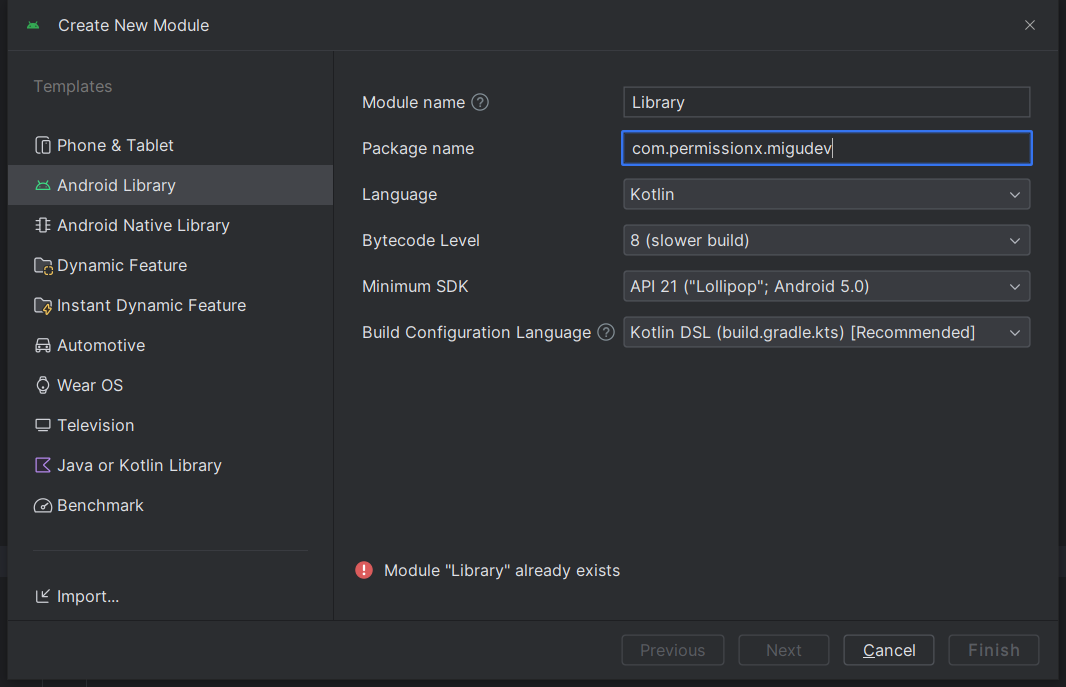 Create New Module
Templates
Phone & Tablet
Android Library
Android Native Library
Dynamic Feature
Instant Dynamic Feature
Automotive
Wear OS
Television
Java or Kotlin Library
Benchmark
Import...
Module name ? Library
Package name com.permissionx.migudev
Language Kotlin
Bytecode Level 8 (slower build)
Minimum SDK API 21 ("Lollipop"; Android 5.0)
Build Configuration Language ? Kotlin DSL (build.gradle.kts) [Recommended]
! Module "Library" already exists
Previous Next Cancel Finish